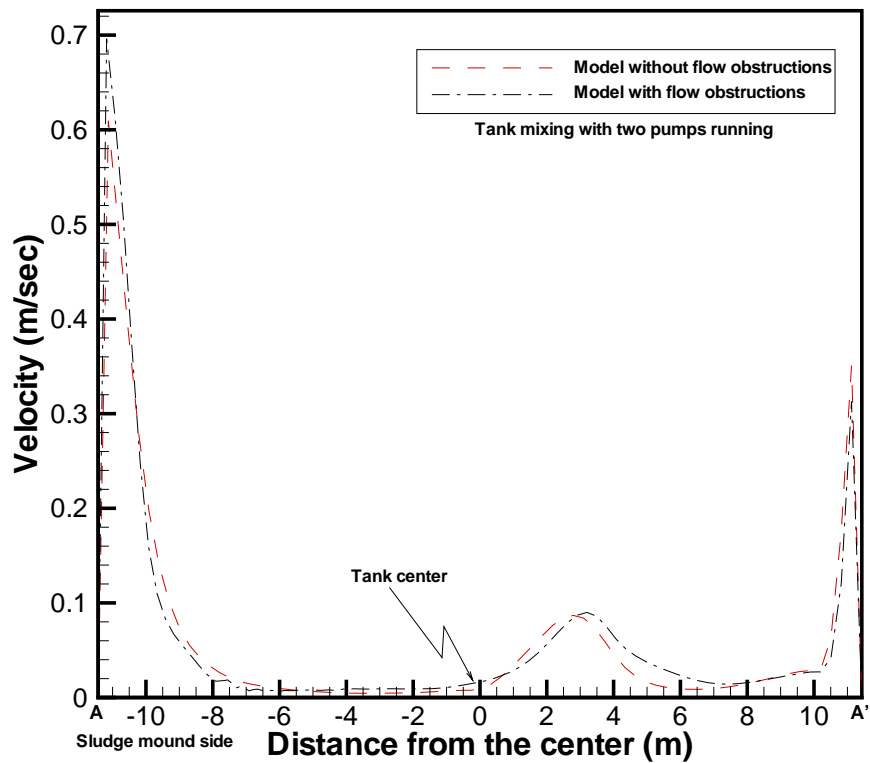 0.7
0.6
0.5
0.4
0.3
0.2
0.1
0
Velocity (m/sec)
Model without flow obstructions
Model with flow obstructions
Tank mixing with two pumps running
Tank center
A -10 -8 -6 -4 -2 0 2 4 6 8 10 A'
Sludge mound side
Distance from the center (m)